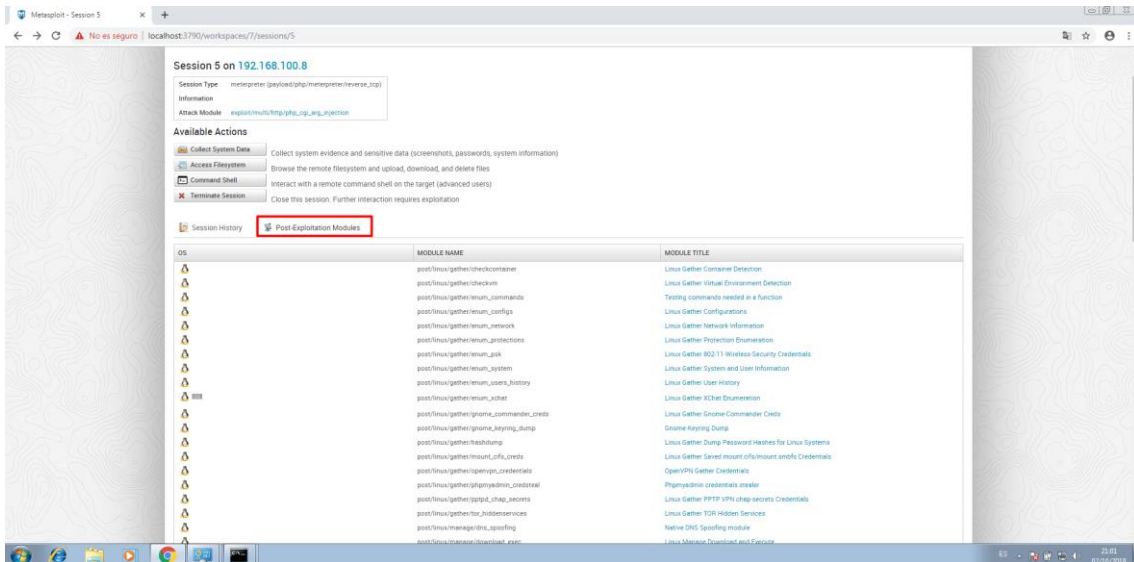 Metasploit - Session 5
No es seguro | localhost:3790/workspaces/7/sessions/5
Session 5 on 192.168.100.8
Session Type meterpreter (payload/php/meterpreter/reverse_tcp)
Information
Attack Module exploit/multi/http/php_cgi_arg_injection
Available Actions
Collect System Data Collect system evidence and sensitive data (screenshots, passwords, system information)
Access Filesystem Browse the remote filesystem and upload, download, and delete files
Command Shell Interact with a remote command shell on the target (advanced users)
Terminate Session Close this session. Further interaction requires exploitation
Session History Post-Exploitation Modules
OS MODULE NAME MODULE TITLE
post/linux/gather/checkcontainer Linux Gather Container Detection
post/linux/gather/checkvm Linux Gather Virtual Environment Detection
post/linux/gather/enum_commands Testing commands needed in a function
post/linux/gather/enum_configs Linux Gather Configurations
post/linux/gather/enum_network Linux Gather Network Information
post/linux/gather/enum_protections Linux Gather Protection Enumeration
post/linux/gather/enum_psk Linux Gather 802-11-Wireless-Security Credentials
post/linux/gather/enum_system Linux Gather System and User Information
post/linux/gather/enum_users_history Linux Gather User History
post/linux/gather/enum_xchat Linux Gather XChat Enumeration
post/linux/gather/gnome_commander_creds Linux Gather Gnome-Commander Creds
post/linux/gather/gnome_keyring_dump Gnome-Keyring Dump
post/linux/gather/hashdump Linux Gather Dump Password Hashes for Linux Systems
post/linux/gather/mount_cifs_creds Linux Gather Saved mount.cifs/mount.smbfs Credentials
post/linux/gather/openvpn_credentials OpenVPN Gather Credentials
post/linux/gather/phpmyadmin_credsteal Phpmyadmin credentials stealer
post/linux/gather/pptpd_chap_secrets Linux Gather PPTP VPN chap-secrets Credentials
post/linux/gather/tor_hiddenservices Linux Gather TOR Hidden Services
post/linux/manage/dns_spoofing Native DNS Spoofing module
post/linux/manage/download_exec Linux Manage Download and Execute
ES 21:01